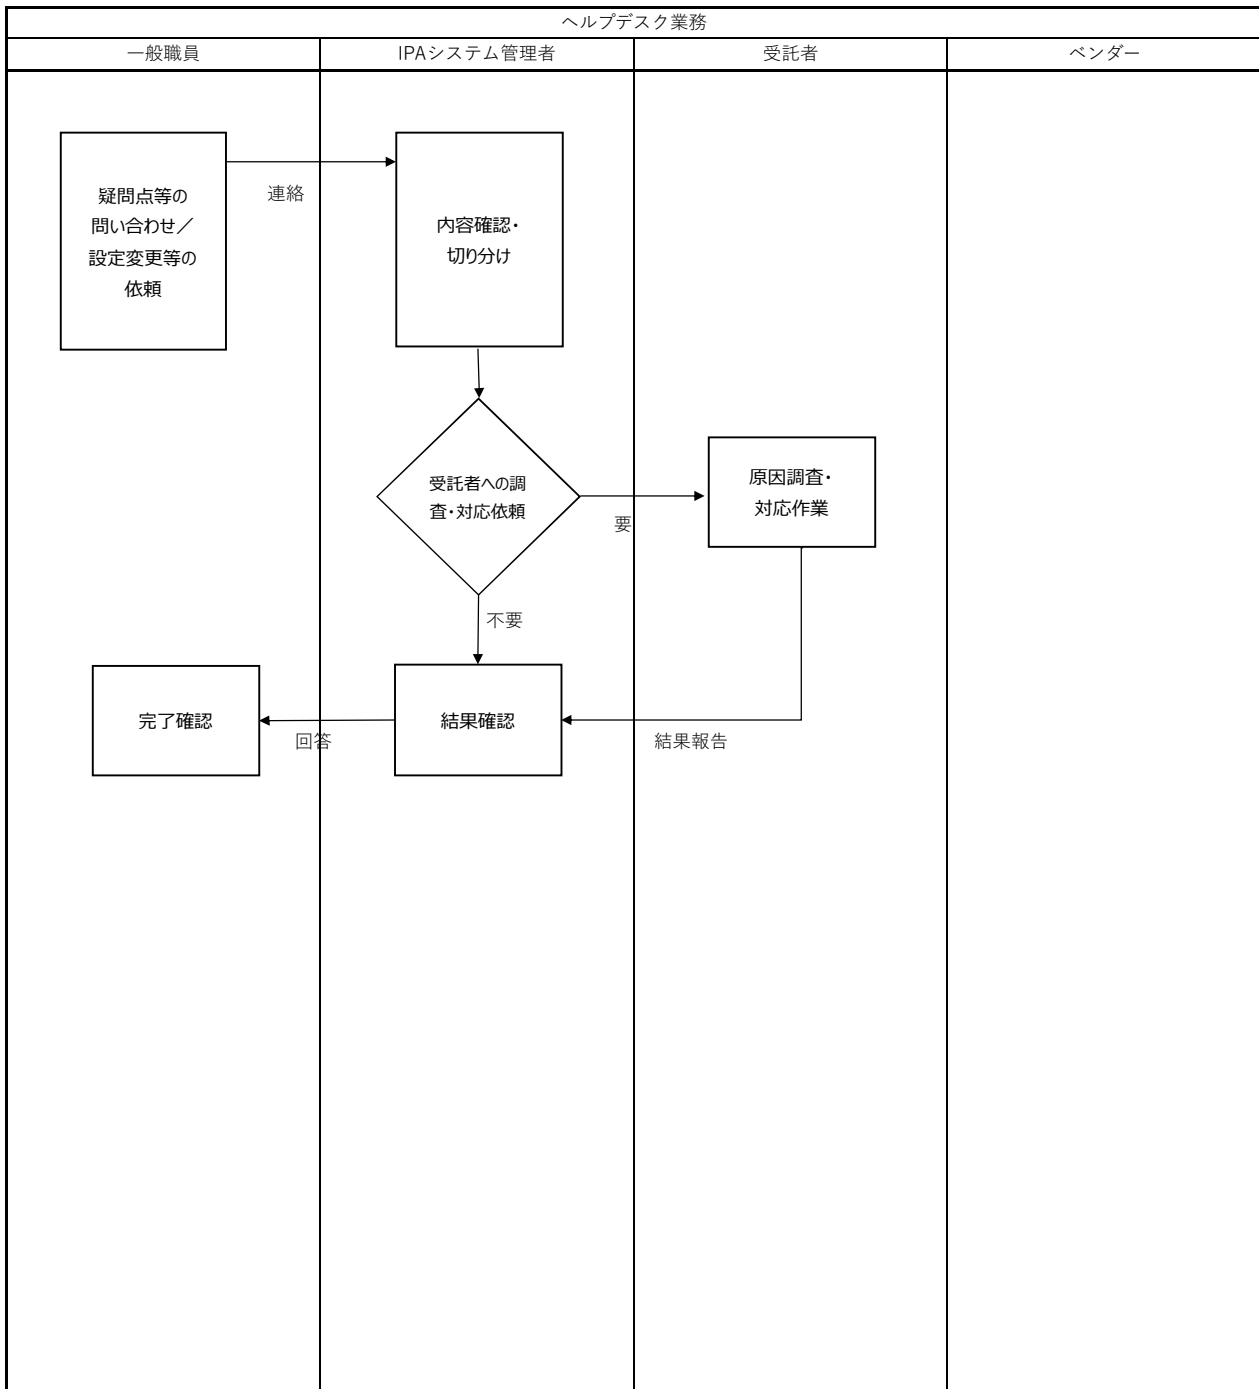 ヘルプデスク業務
一般職員
IPAシステム管理者
受託者
ベンダー
疑問点等の
問い合わせ／
設定変更等の
依頼
連絡
内容確認・
切り分け
受託者への調
査・対応依頼
要
原因調査・
対応作業
不要
完了確認
回答
結果確認
結果報告